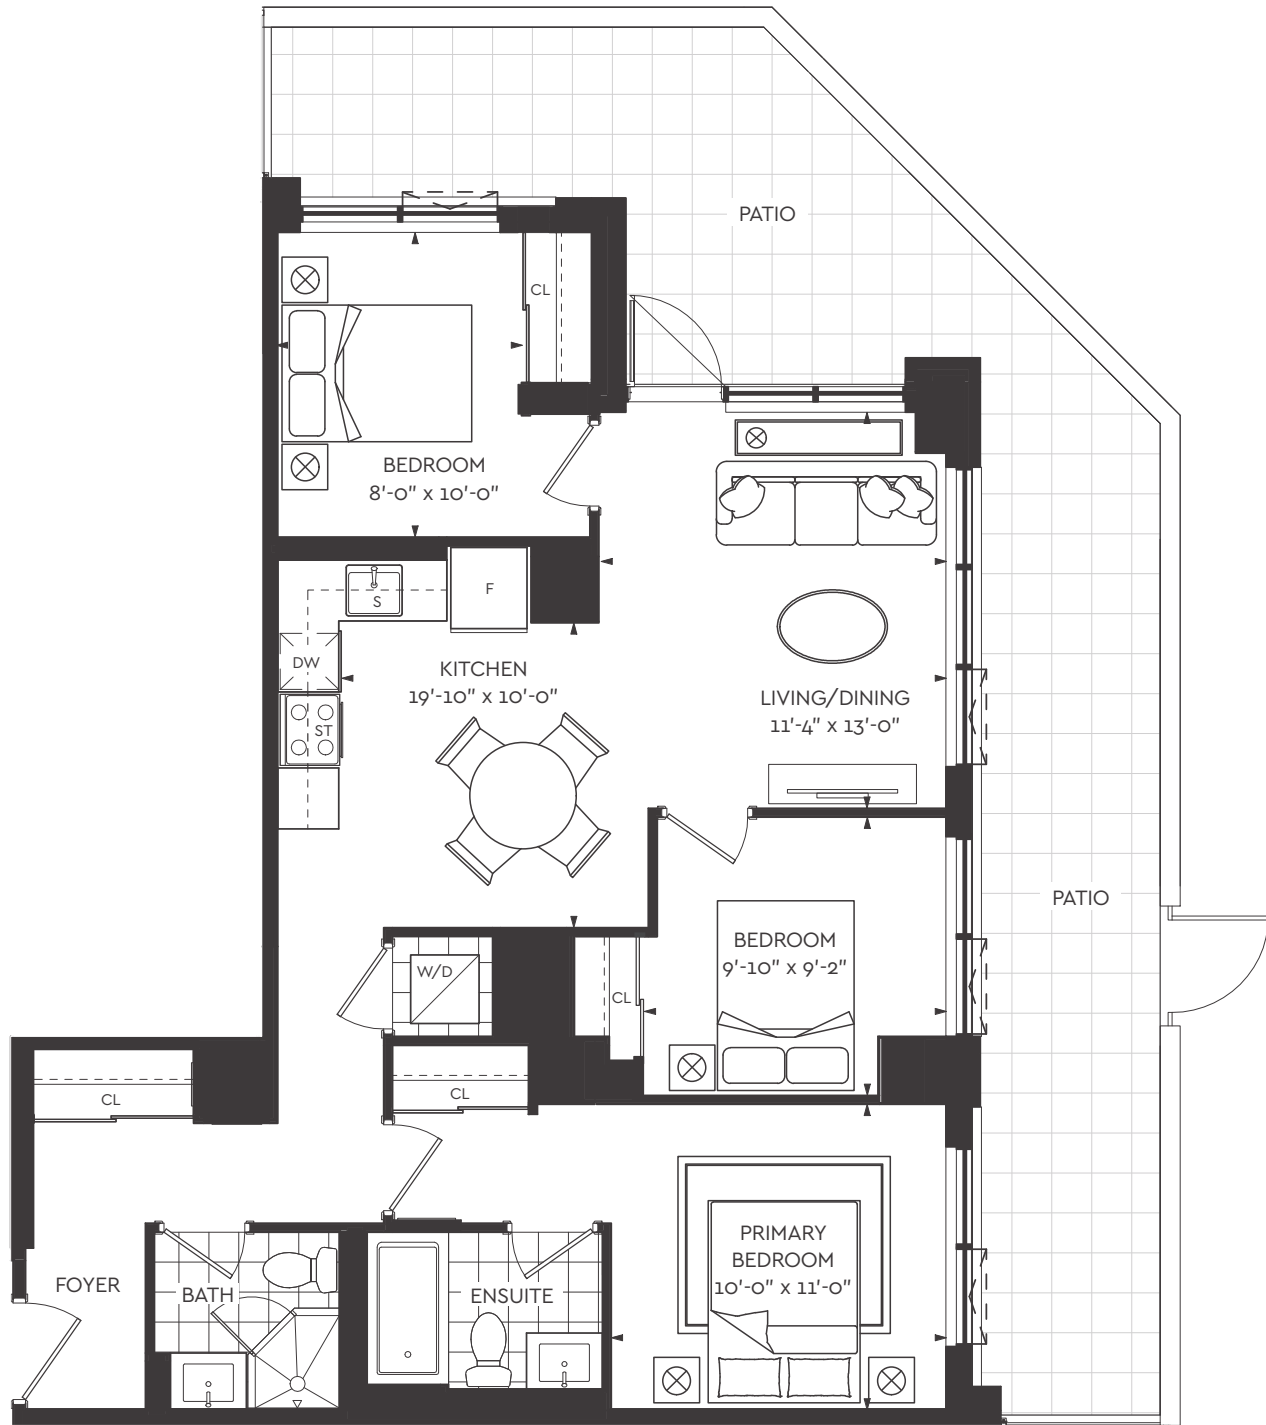 PATIO
CL
BEDROOM
8'-0" x 10'-0"
S
F
DW
KITCHEN
19'-10" x 10'-0"
ST
LIVING/DINING
11'-4" x 13'-0"
PATIO
BEDROOM
9'-10" x 9'-2"
W/D
CL
CL
CL
PRIMARY
BEDROOM
10'-0" x 11'-0"
FOYER
BATH
ENSUITE